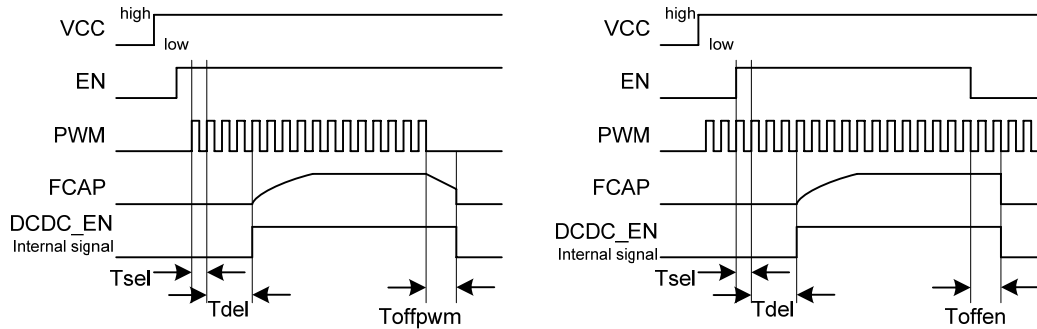 VCC
high
low
EN
PWM
FCAP
DCDC_EN
Internal signal
Tsel
Tdel
Toffpwm
VCC
high
low
EN
PWM
FCAP
DCDC_EN
Internal signal
Tsel
Tdel
Toffen